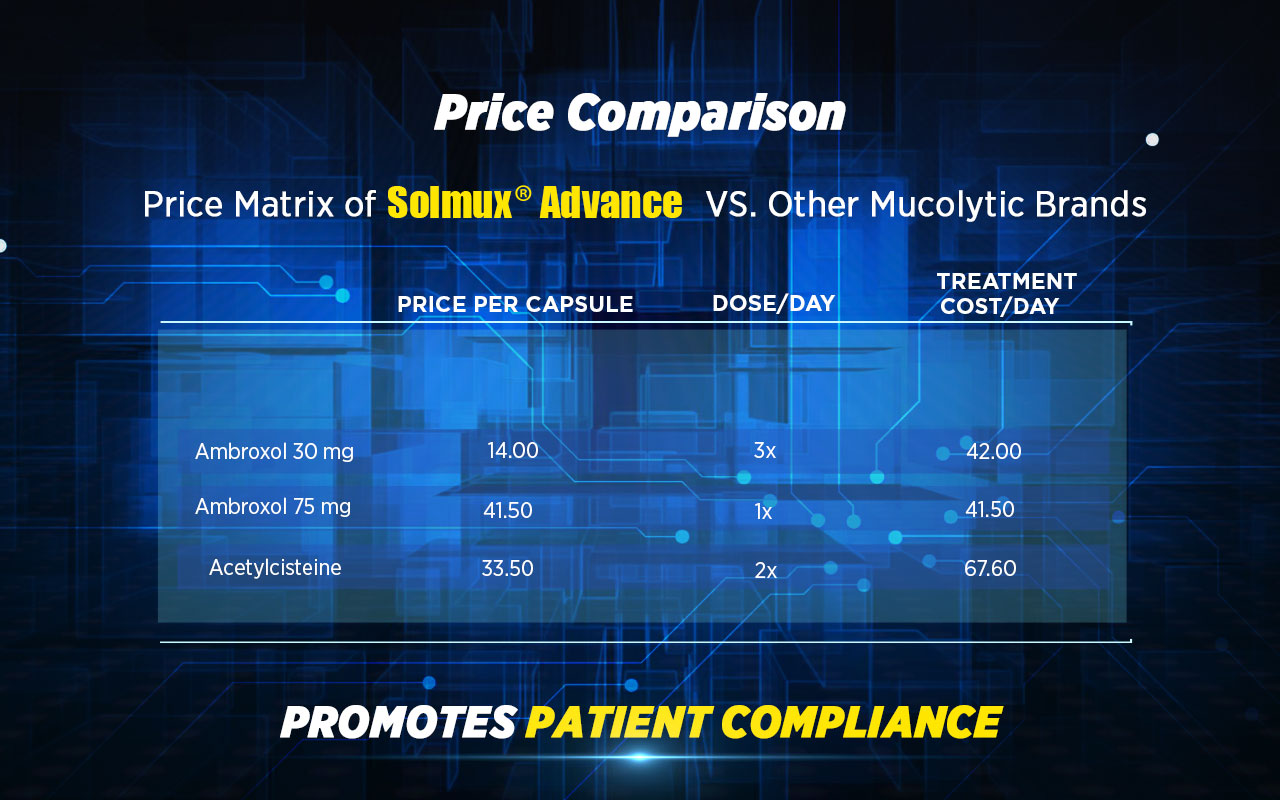 Price Comparison
Price Matrix of Solmux® Advance VS. Other Mucolytic Brands
PRICE PER CAPSULE DOSE/DAY TREATMENT COST/DAY
Ambroxol 30 mg 14.00 3x 42.00
Ambroxol 75 mg 41.50 1x 41.50
Acetylcisteine 33.50 2x 67.60
PROMOTES PATIENT COMPLIANCE